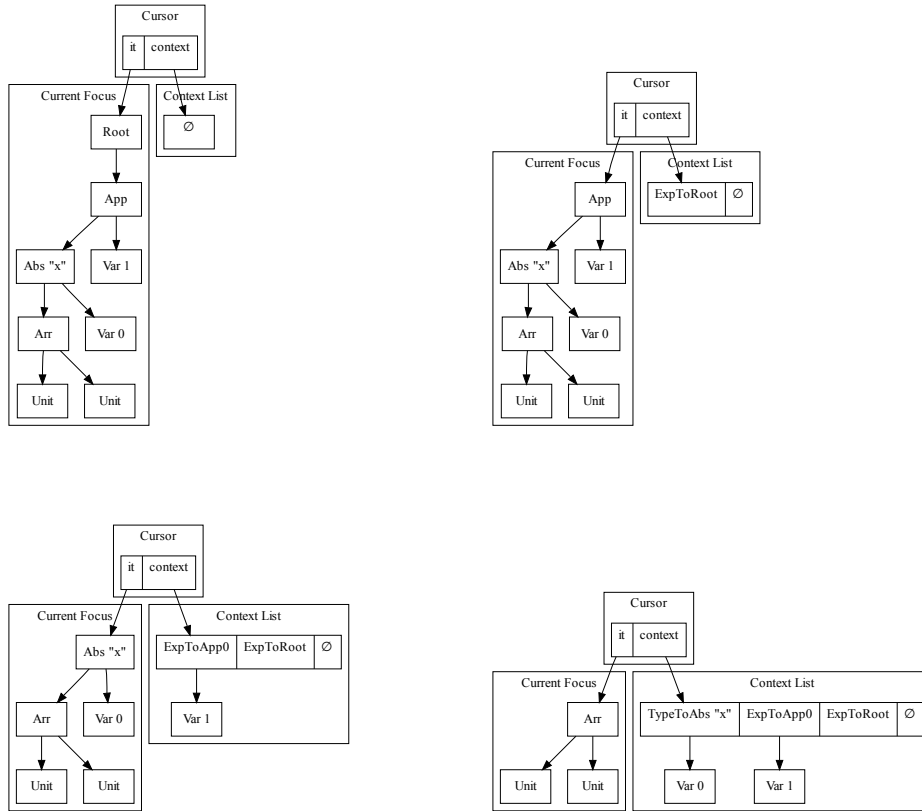 Cursor
it context
Current Focus Context List
Root ∅
App
Abs "x" Var 1
Arr Var 0
Unit Unit
Cursor
it context
Current Focus Context List
App ExpToRoot ∅
Abs "x" Var 1
Arr Var 0
Unit Unit
Cursor
it context
Current Focus Context List
Abs "x" ExpToApp0 ExpToRoot ∅
Arr Var 0 Var 1
Unit Unit
Cursor
it context
Current Focus Context List
Arr TypeToAbs "x" ExpToApp0 ExpToRoot ∅
Unit Unit Var 0 Var 1